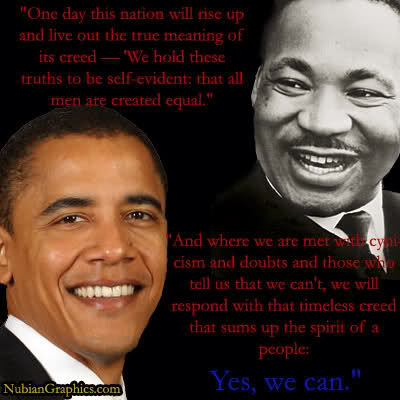 "One day this nation will rise up
and live out the true meaning of
its creed — 'We hold these
truths to be self-evident: that all
men are created equal."
"And where we are met with cyni-
cism and doubts and those who
tell us that we can't, we will
respond with that timeless creed
that sums up the spirit of a
people:
Yes, we can."
NubianGraphics.com